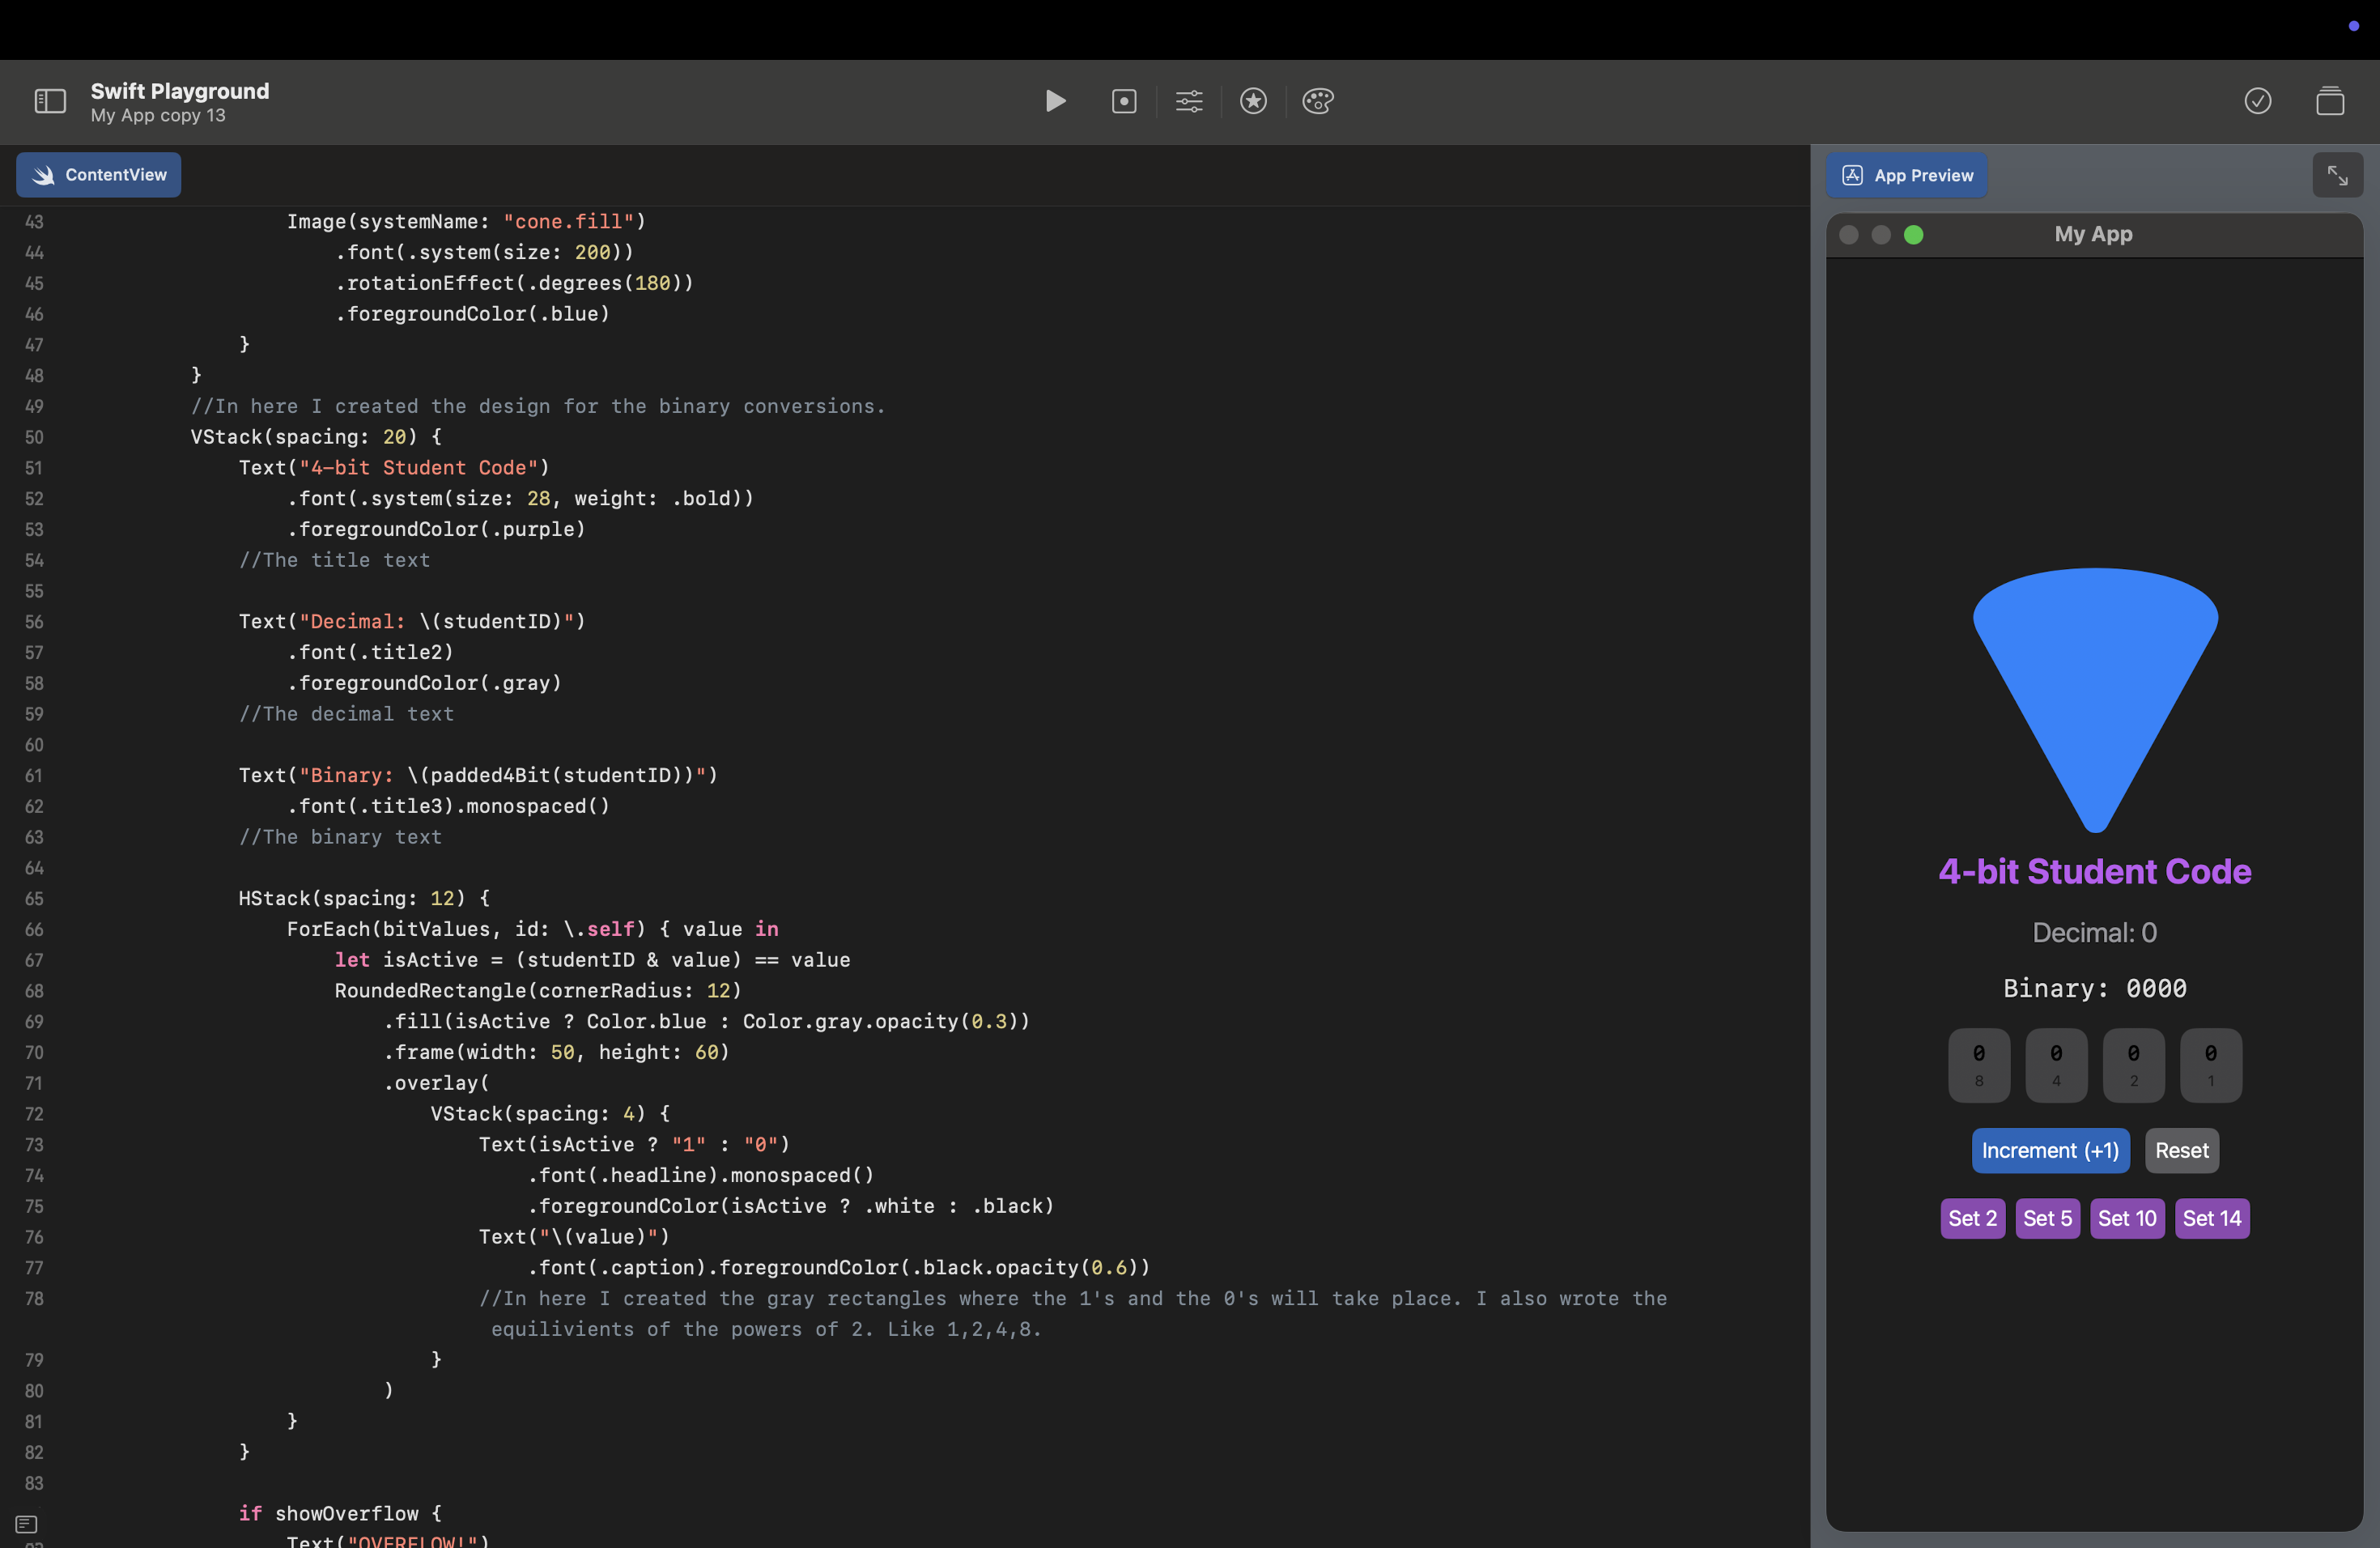 Swift Playground
My App copy 13
ContentView
43 Image(systemName: "cone.fill")
44 .font(.system(size: 200))
45 .rotationEffect(.degrees(180))
46 .foregroundColor(.blue)
47 }
48 }
49 //In here I created the design for the binary conversions.
50 VStack(spacing: 20) {
51 Text("4-bit Student Code")
52 .font(.system(size: 28, weight: .bold))
53 .foregroundColor(.purple)
54 //The title text
55
56 Text("Decimal: \(studentID)")
57 .font(.title2)
58 .foregroundColor(.gray)
59 //The decimal text
60
61 Text("Binary: \(padded4Bit(studentID))")
62 .font(.title3).monospaced()
63 //The binary text
64
65 HStack(spacing: 12) {
66 ForEach(bitValues, id: \.self) { value in
67 let isActive = (studentID & value) == value
68 RoundedRectangle(cornerRadius: 12)
69 .fill(isActive ? Color.blue : Color.gray.opacity(0.3))
70 .frame(width: 50, height: 60)
71 .overlay(
72 VStack(spacing: 4) {
73 Text(isActive ? "1" : "0")
74 .font(.headline).monospaced()
75 .foregroundColor(isActive ? .white : .black)
76 Text("\(value)")
77 .font(.caption).foregroundColor(.black.opacity(0.6))
78 //In here I created the gray rectangles where the 1's and the 0's will take place. I also wrote the
equilivients of the powers of 2. Like 1,2,4,8.
79 }
80 )
81 }
82 }
83
if showOverflow {
Text("OVERFLOW!")
App Preview
My App
4-bit Student Code
Decimal: 0
Binary: 0000
0 0 0 0
8 4 2 1
Increment (+1) Reset
Set 2 Set 5 Set 10 Set 14